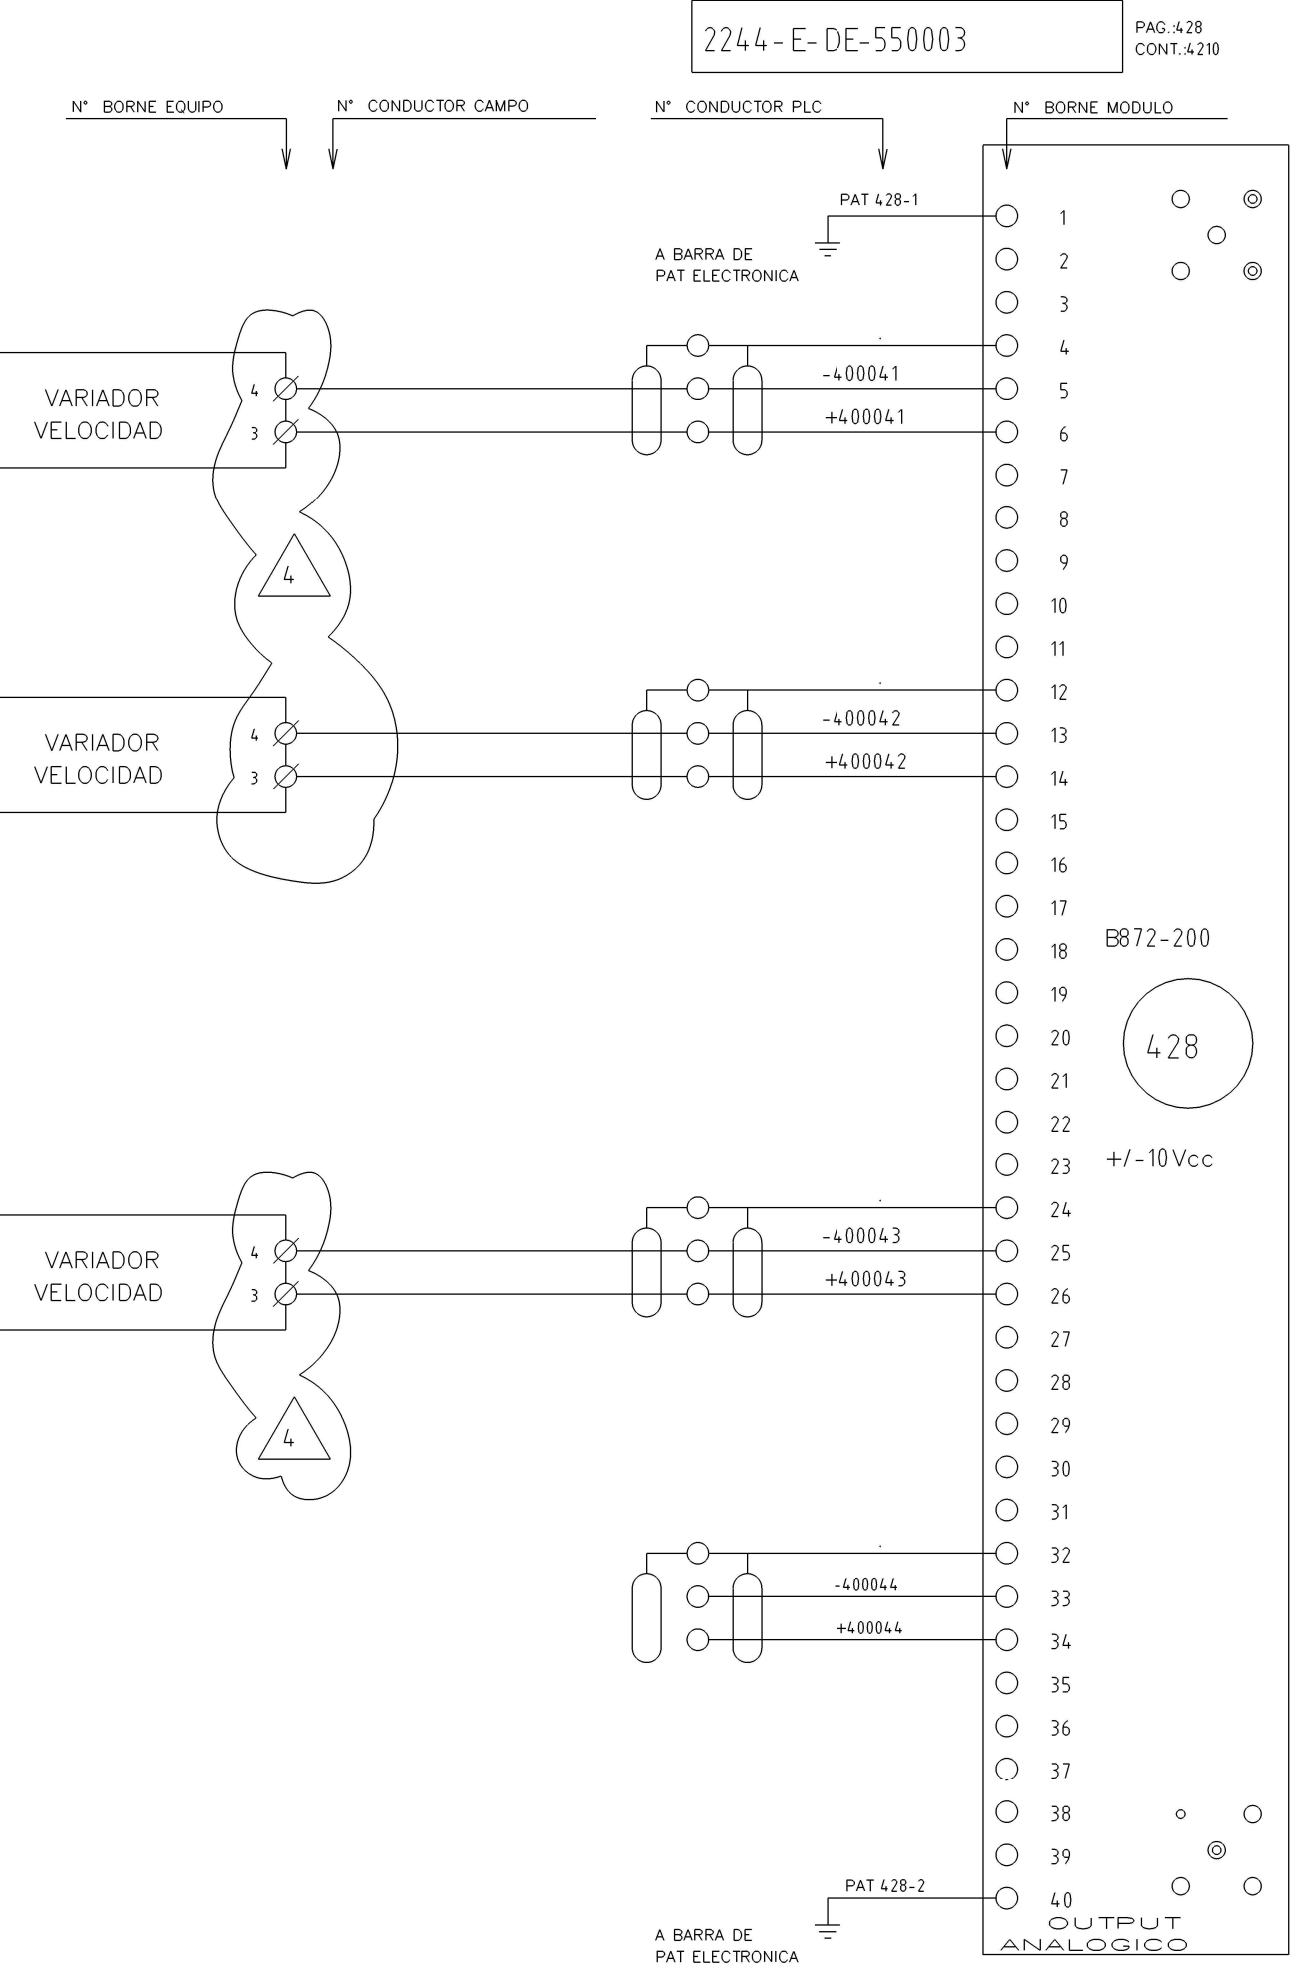 2244-E-DE-550003
PAG.:428
CONT.:4210
N° BORNE EQUIPO
N° CONDUCTOR CAMPO
N° CONDUCTOR PLC
N° BORNE MODULO
PAT 428-1
1
A BARRA DE
PAT ELECTRONICA
2
3
4
VARIADOR
VELOCIDAD
4
-400041
5
3
+400041
6
7
8
9
4
10
11
12
VARIADOR
VELOCIDAD
4
-400042
13
3
+400042
14
15
16
17
B872-200
18
19
20
428
21
22
23
+/-10Vcc
24
VARIADOR
VELOCIDAD
4
-400043
25
3
+400043
26
27
28
4
29
30
31
32
-400044
33
+400044
34
35
36
37
38
39
PAT 428-2
40
A BARRA DE
PAT ELECTRONICA
OUTPUT
ANALOGICO